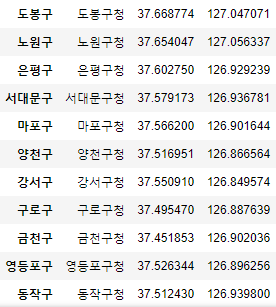 도봉구 도봉구청 37.668774 127.047071
노원구 노원구청 37.654047 127.056337
은평구 은평구청 37.602750 126.929239
서대문구 서대문구청 37.579173 126.936781
마포구 마포구청 37.566200 126.901644
양천구 양천구청 37.516951 126.866564
강서구 강서구청 37.550910 126.849574
구로구 구로구청 37.495470 126.887639
금천구 금천구청 37.451853 126.902036
영등포구 영등포구청 37.526344 126.896256
동작구 동작구청 37.512430 126.939800